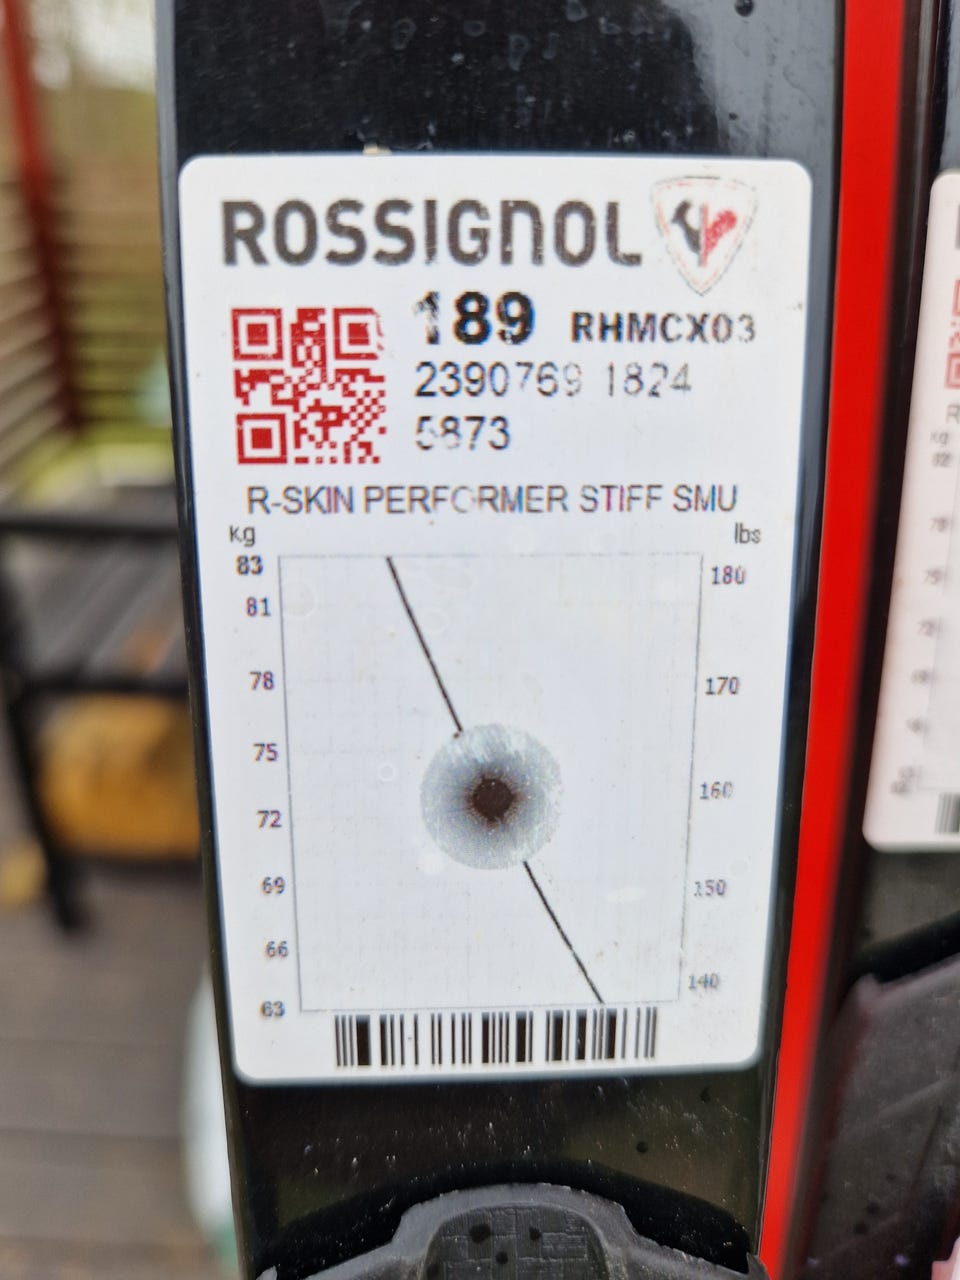 ROSSIGNOL
189 RHMCX03
2390769 1824
5873
R-SKIN PERFORMER STIFF SMU
kg lbs
83 180
81
78 170
75
72 160
69 150
66
63 140